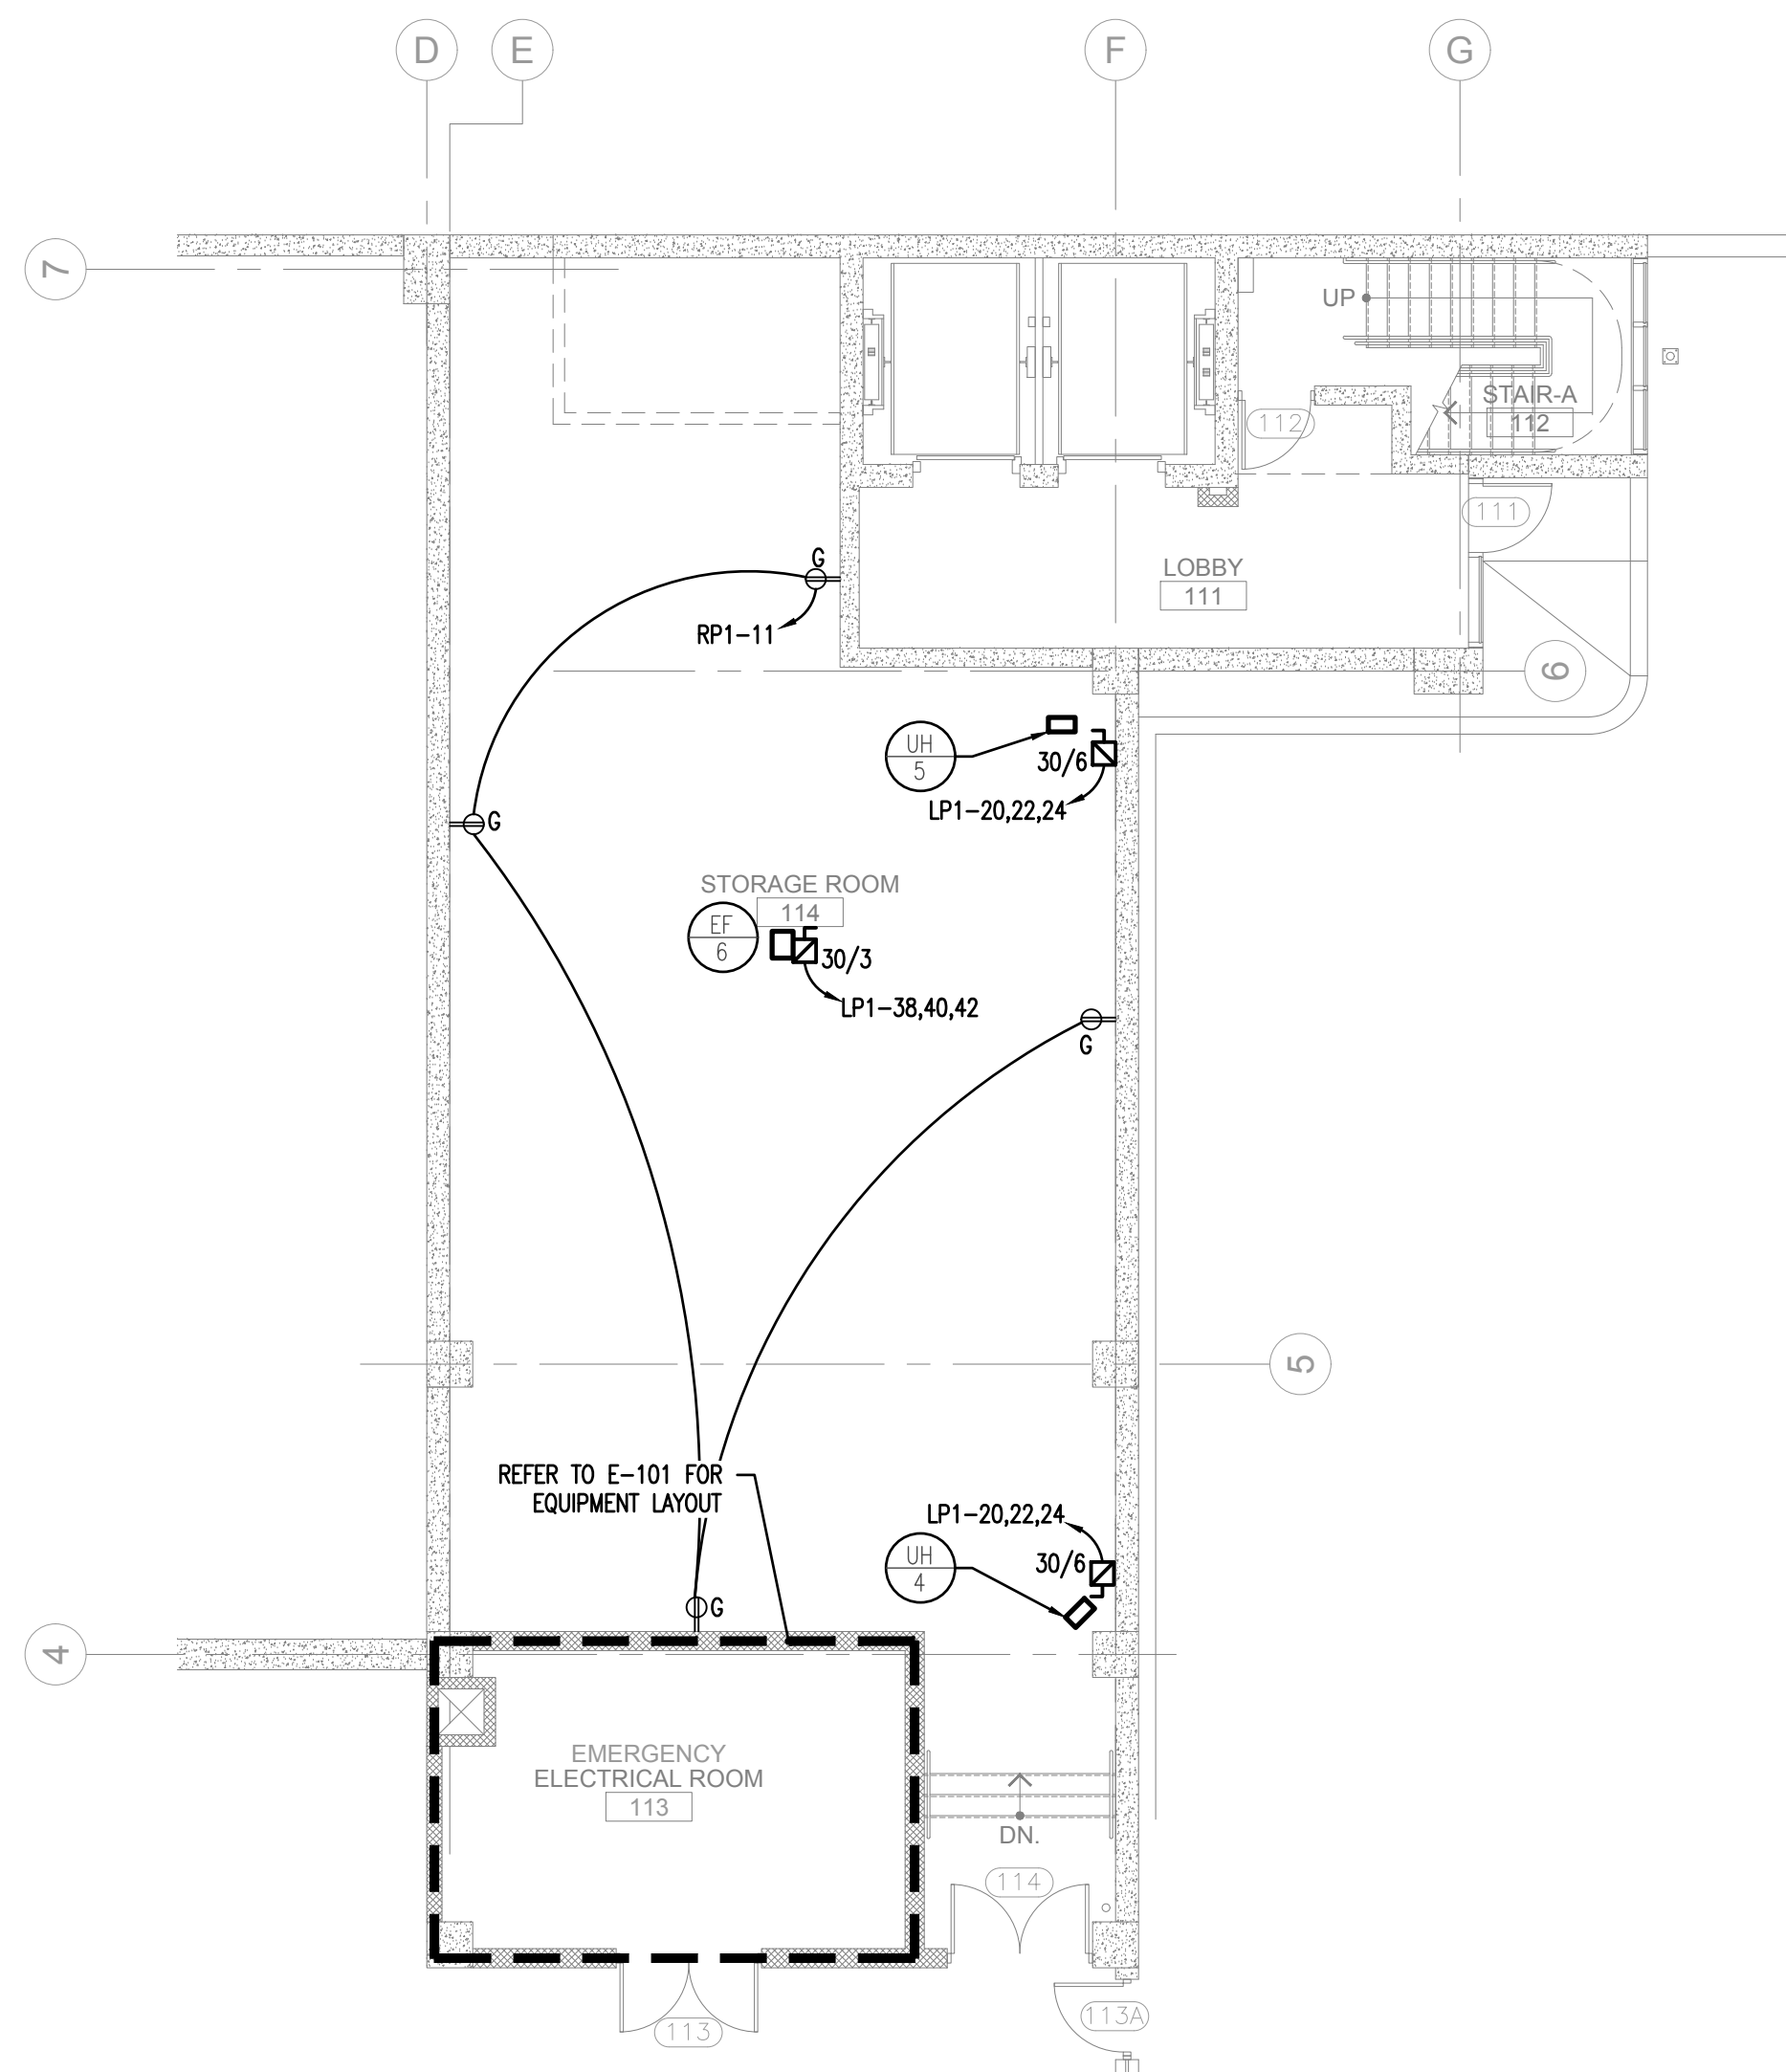 D
E
F
G
7
UP
STAIR-A
112
112
111
LOBBY
111
G
RP1-11
6
UH
5
30/6
LP1-20,22,24
G
STORAGE ROOM
114
EF
6
30/3
LP1-38,40,42
G
5
REFER TO E-101 FOR
EQUIPMENT LAYOUT
LP1-20,22,24
UH
4
30/6
G
4
EMERGENCY
ELECTRICAL ROOM
113
DN.
114
113
113A